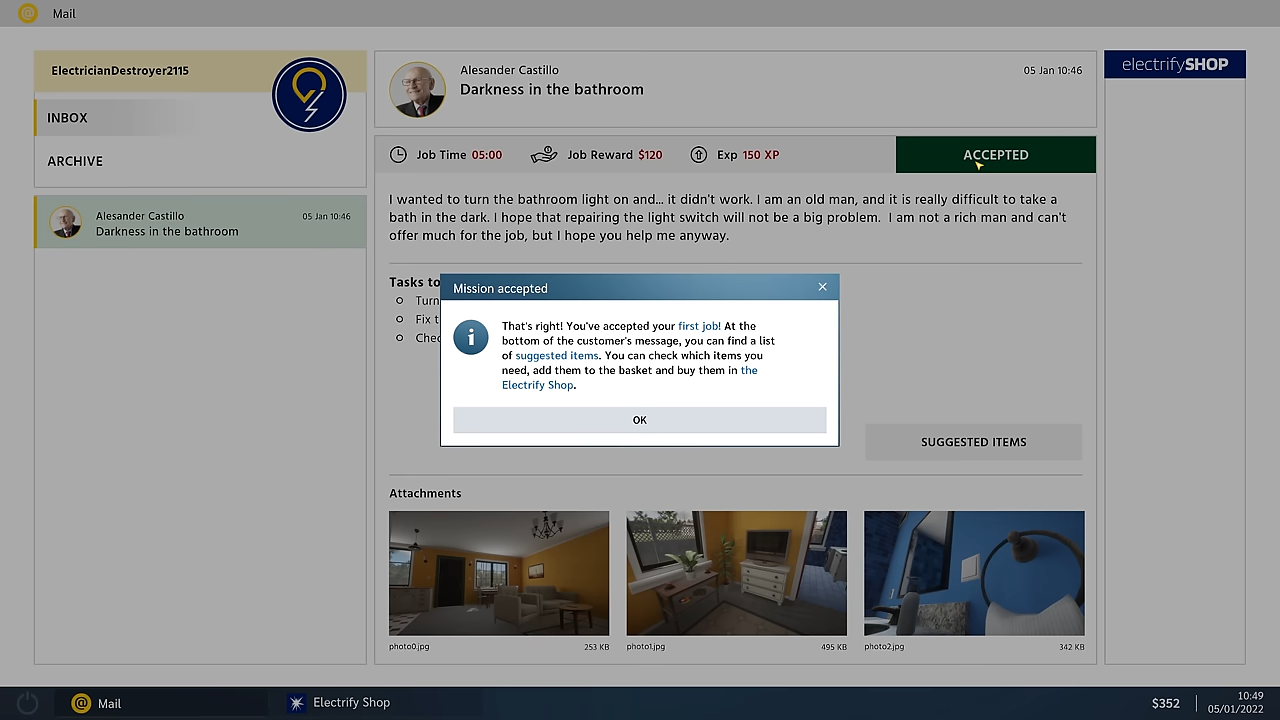 Mail
ElectricianDestroyer2115
INBOX
ARCHIVE
Alesander Castillo
05 Jan 10:46
Darkness in the bathroom
Alesander Castillo
05 Jan 10:46
Darkness in the bathroom
Job Time 05:00
Job Reward $120
Exp 150 XP
ACCEPTED
I wanted to turn the bathroom light on and... it didn't work. I am an old man, and it is really difficult to take a
bath in the dark. I hope that repairing the light switch will not be a big problem. I am not a rich man and can't
offer much for the job, but I hope you help me anyway.
Tasks to
Turn
Fix t
Chec
Mission accepted
That's right! You've accepted your first job! At the
bottom of the customer's message, you can find a list
of suggested items. You can check which items you
need, add them to the basket and buy them in the
Electrify Shop.
OK
SUGGESTED ITEMS
Attachments
photo0.jpg
253 KB
photo1.jpg
495 KB
photo2.jpg
342 KB
electrifySHOP
Mail
Electrify Shop
$352
10:49
05/01/2022